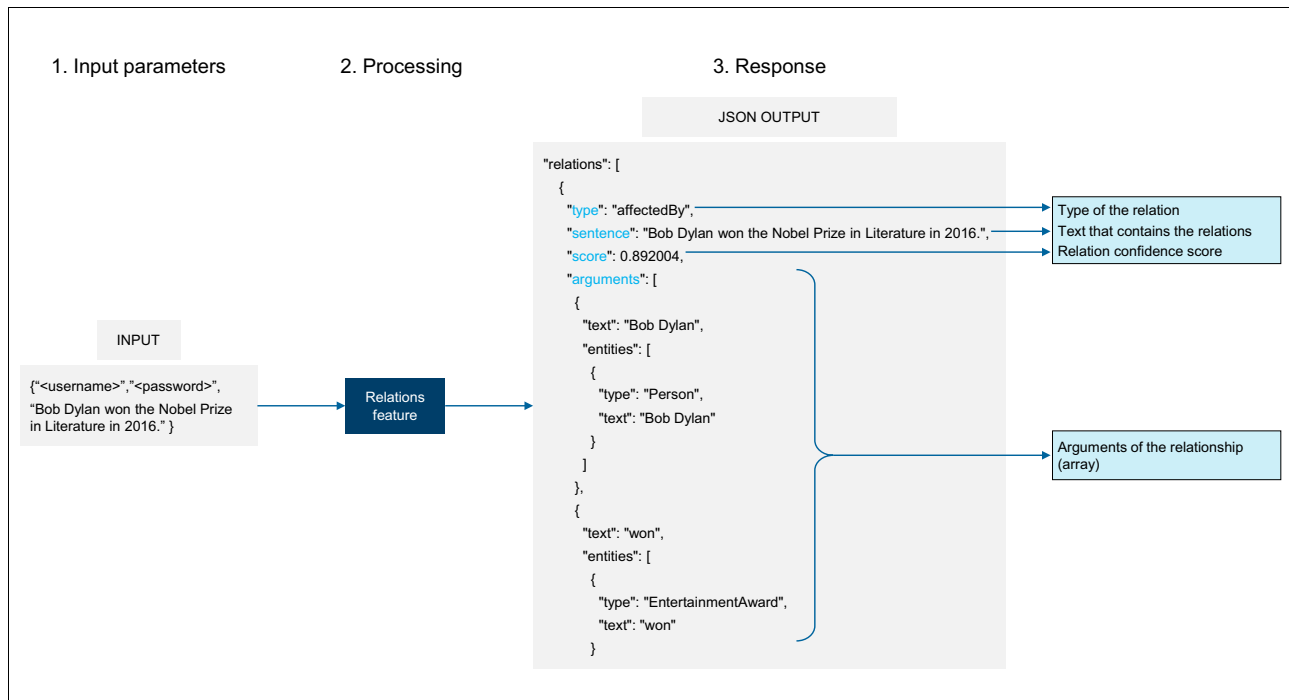 1. Input parameters
2. Processing
3. Response
JSON OUTPUT
"relations": [
{
"type": "affectedBy",
"sentence": "Bob Dylan won the Nobel Prize in Literature in 2016.",
"score": 0.892004,
"arguments": [
{
"text": "Bob Dylan",
"entities": [
{
"type": "Person",
"text": "Bob Dylan"
}
]
},
{
"text": "won",
"entities": [
{
"type": "EntertainmentAward",
"text": "won"
}
INPUT
{“<username>”,”<password>”,
“Bob Dylan won the Nobel Prize
in Literature in 2016.” }
Relations
feature
Type of the relation
Text that contains the relations
Relation confidence score
Arguments of the relationship
(array)